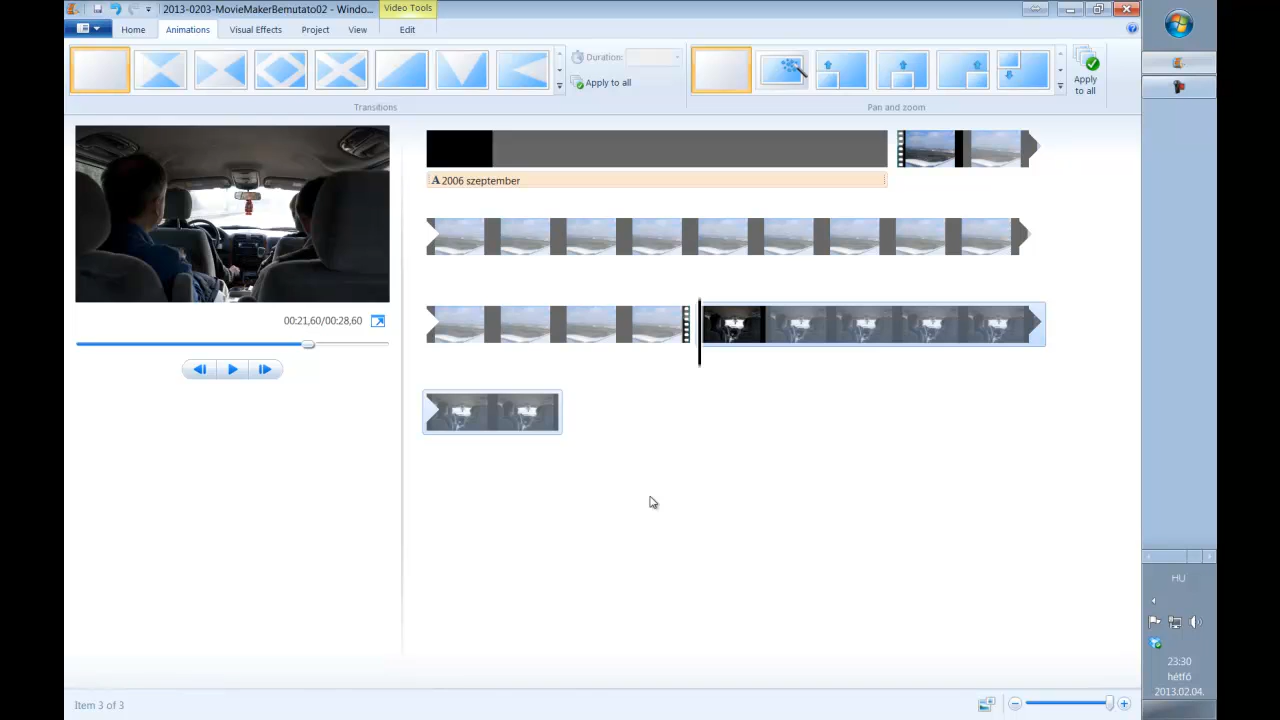 2013-0203-MovieMakerBemutato02 - Windo...
Video Tools
Home
Animations
Visual Effects
Project
View
Edit
Duration:
Apply to all
Transitions
Pan and zoom
Apply
to all
A 2006 szeptember
00:21,60/00:28,60
HU
23:30
hétfő
2013.02.04.
Item 3 of 3